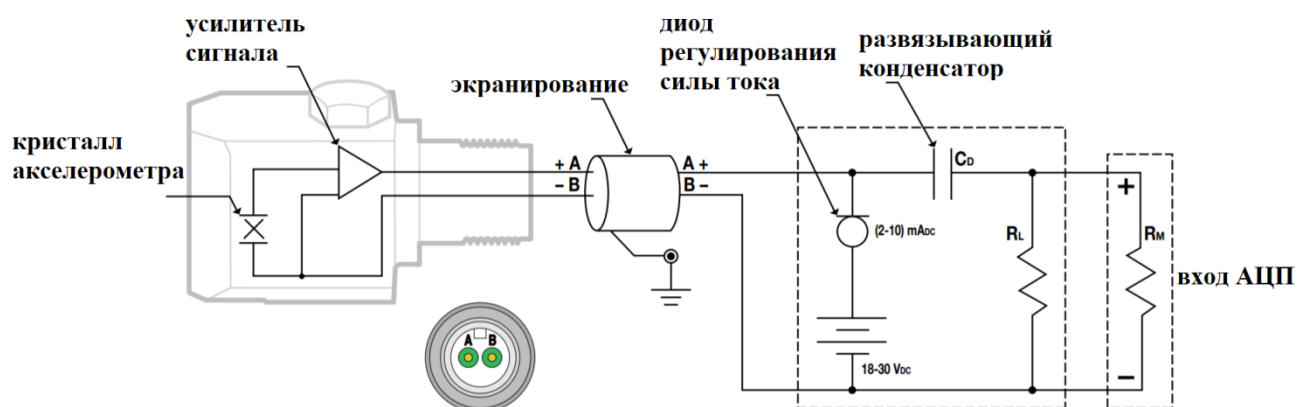 усилитель
сигнала
диод
регулирования
силы тока
развязывающий
конденсатор
экранирование
кристалл
акселерометра
+ A
− B
A +
B −
CD
(2-10) mADC
RL
+
RM
вход АЦП
A B
18-30 VDC
−